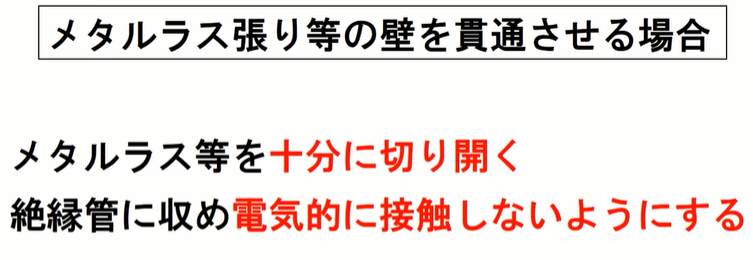 メタルラス張り等の壁を貫通させる場合
メタルラス等を十分に切り開く
絶縁管に収め電気的に接触しないようにする